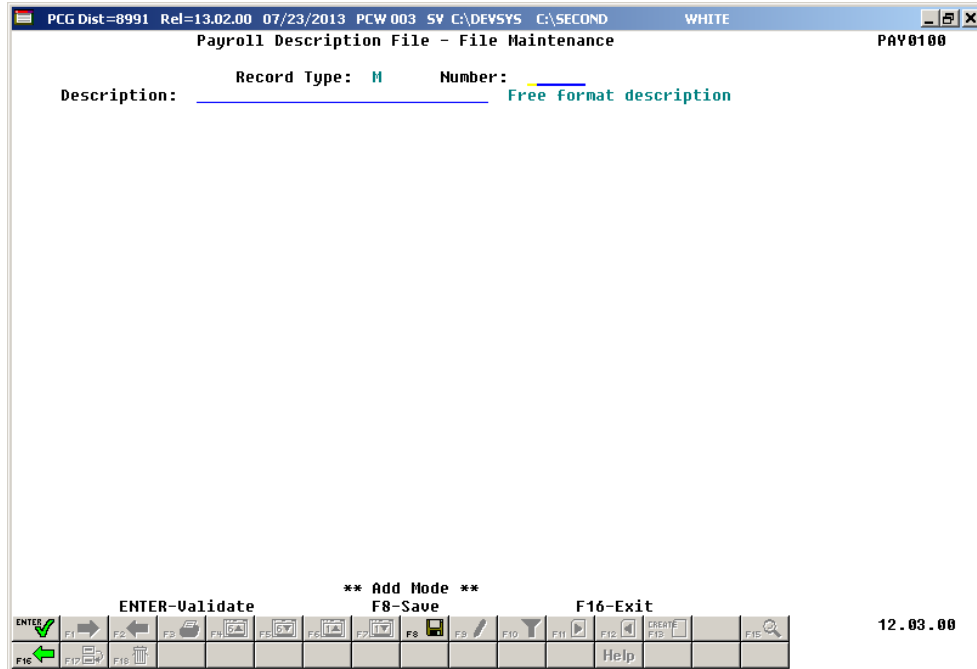 PCG Dist=8991 Rel=13.02.00 07/23/2013 PCW 003 SV C:\DEVSYS C:\SECOND WHITE
Payroll Description File - File Maintenance PAY0100
Record Type: M Number:
Description: Free format description
** Add Mode **
ENTER-Validate F8-Save F16-Exit
ENTER F1 F2 F3 F4 F5 F6 F7 F8 F9 F10 F11 F12 CREATE F13 F15 12.03.00
F16 F17 F18 Help